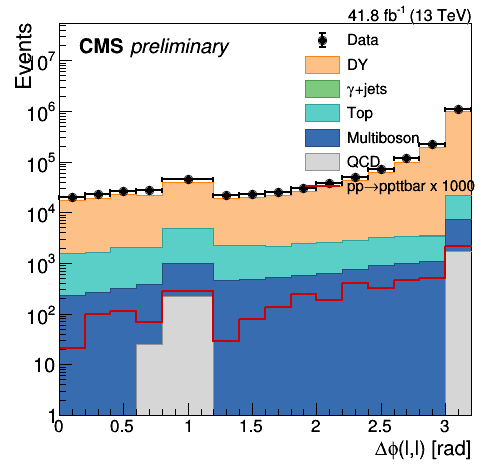 41.8 fb⁻¹ (13 TeV)
Events
CMS preliminary
Data
DY
γ+jets
Top
Multiboson
QCD
pp→ppttbar x 1000
10⁷
10⁶
10⁵
10⁴
10³
10²
10
1
0 0.5 1 1.5 2 2.5 3
Δϕ(l,l) [rad]